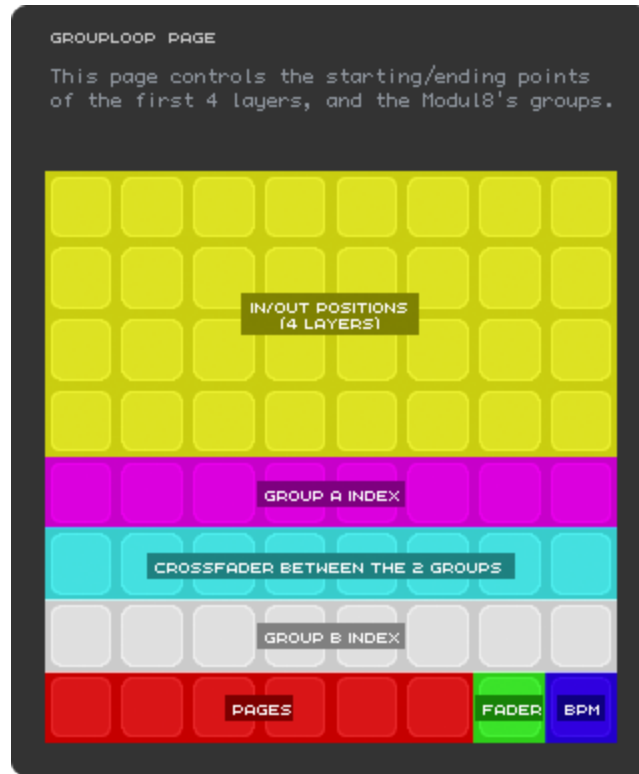 GROUPLOOP PAGE
This page controls the starting/ending points
of the first 4 layers, and the Modul8's groups.
IN/OUT POSITIONS
(4 LAYERS)
GROUP A INDEX
CROSSFADER BETWEEN THE 2 GROUPS
GROUP B INDEX
PAGES FADER BPM